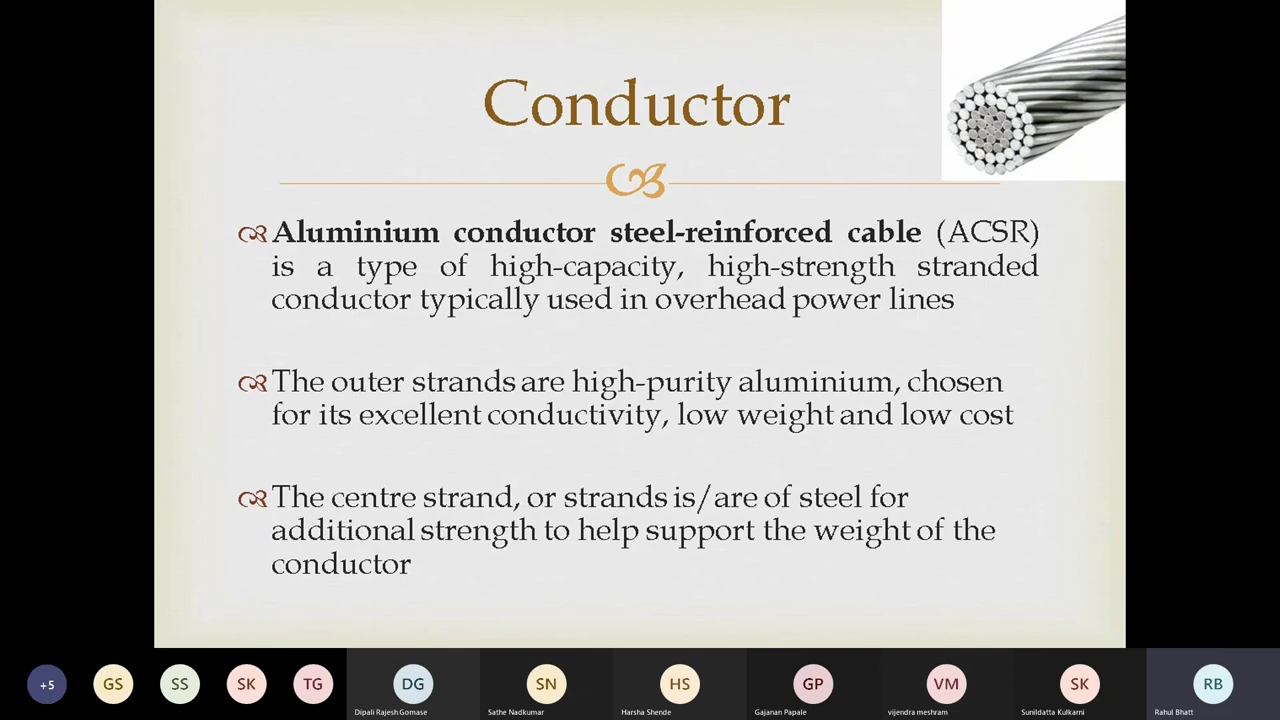 Conductor
Aluminium conductor steel-reinforced cable (ACSR)
is a type of high-capacity, high-strength stranded
conductor typically used in overhead power lines
The outer strands are high-purity aluminium, chosen
for its excellent conductivity, low weight and low cost
The centre strand, or strands is/are of steel for
additional strength to help support the weight of the
conductor
+5 GS SS SK TG DG SN HS GP VM SK RB
Dipali Rajesh Gomase Sathe Nadkumar Harsha Shende Gajanan Papale vijendra meshram Sunildatta Kulkarni Rahul Bhatt